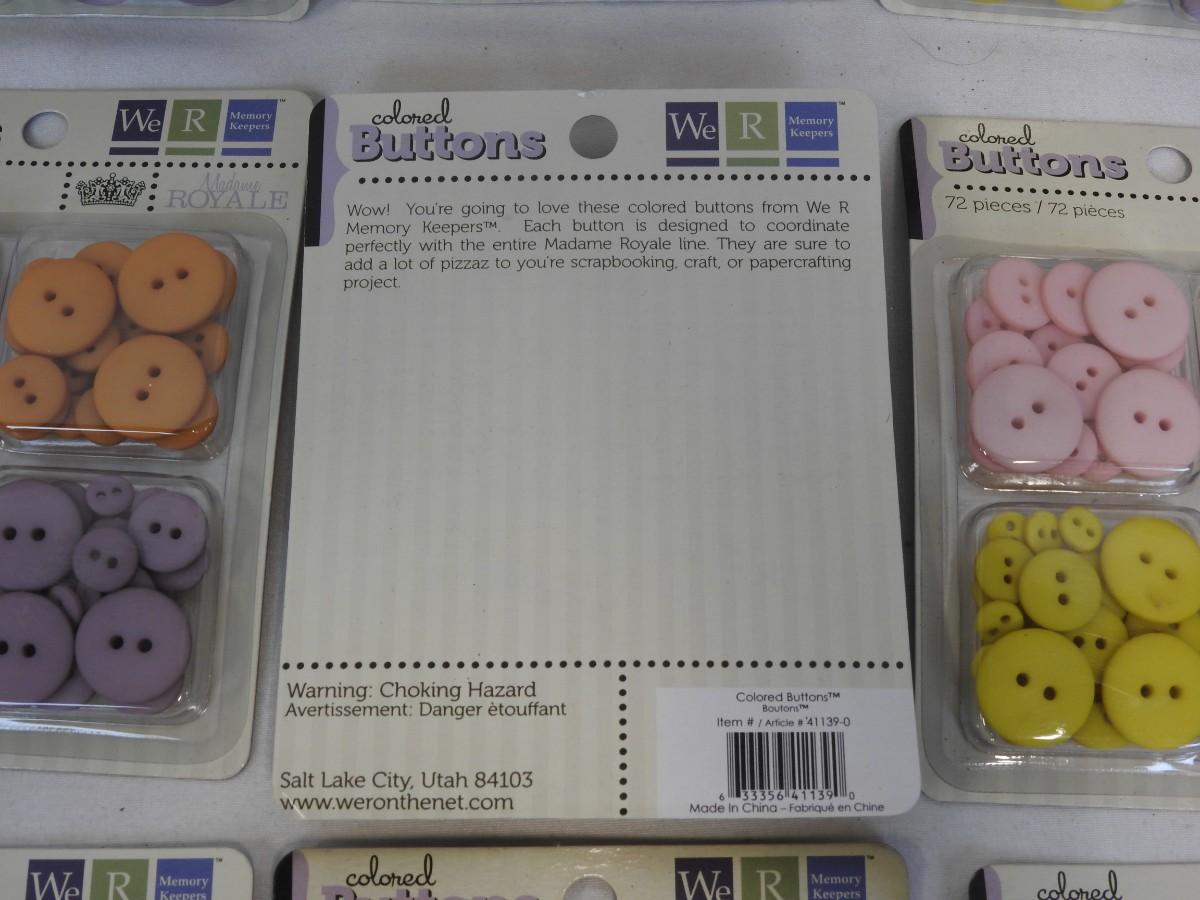 We R Memory Keepers™
Madame
ROYALE
colored
Buttons
We R Memory Keepers™
Wow! You're going to love these colored buttons from We R
Memory Keepers™. Each button is designed to coordinate
perfectly with the entire Madame Royale line. They are sure to
add a lot of pizzaz to you're scrapbooking, craft, or papercrafting
project.
Warning: Choking Hazard
Avertissement: Danger ètouffant
Salt Lake City, Utah 84103
www.weronthenet.com
Colored Buttons™
Boutons™
Item # / Article # 41139-0
6 33356 41139 0
Made In China – Fabriqué en Chine
colored
Buttons
72 pieces / 72 pièces
We R Memory Keepers
colored
Buttons
We R Memory Keepers™
colored